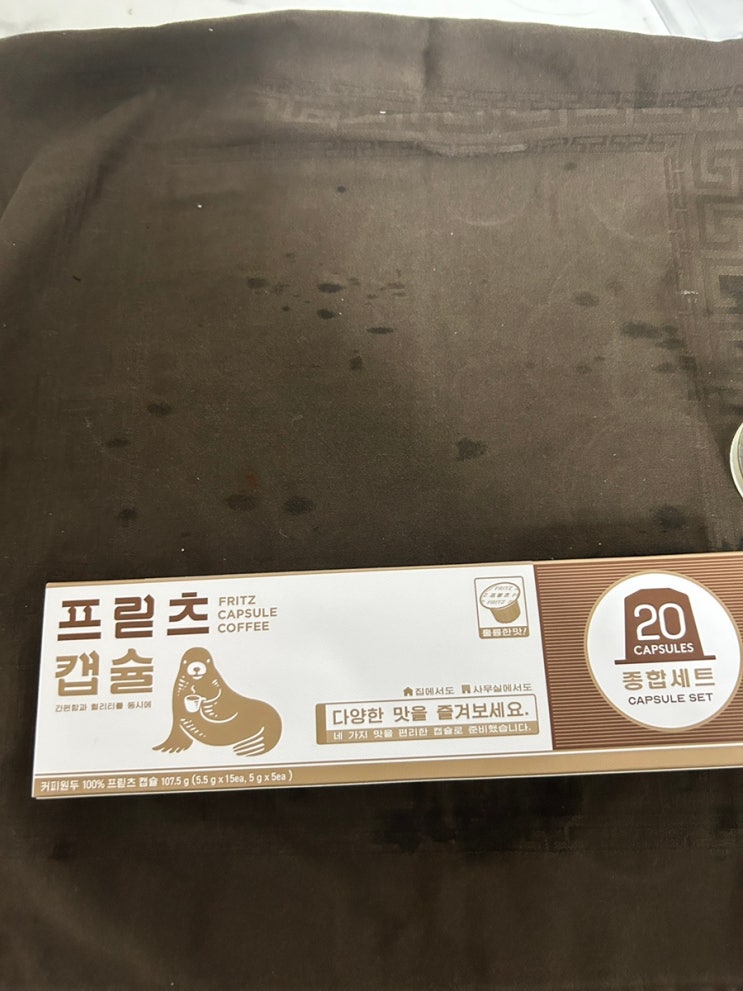 프릳츠
캡슐
FRITZ
CAPSULE
COFFEE
간편함과 퀄리티를 동시에
FRITZ
FRITZ
훌륭한맛!
집에서도 사무실에서도
다양한 맛을 즐겨보세요.
네 가지 맛을 편리한 캡슐로 준비했습니다.
20
CAPSULES
종합세트
CAPSULE SET
커피원두 100% 프릳츠 캡슐 107.5 g (5.5 g x 15ea, 5 g x 5ea )